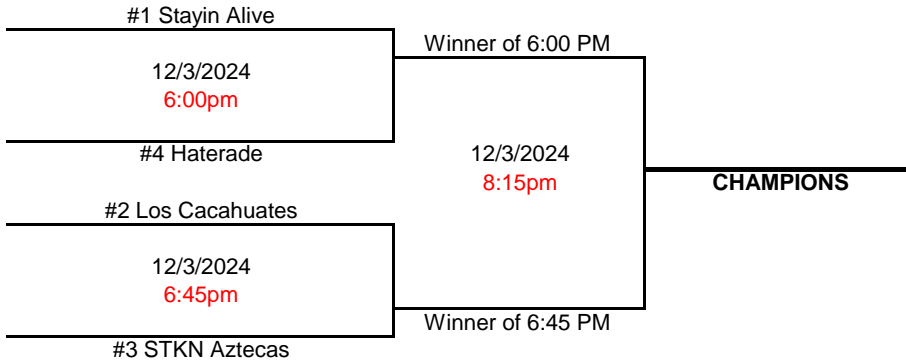 #1 Stayin Alive
Winner of 6:00 PM
12/3/2024
6:00pm
#4 Haterade
12/3/2024
8:15pm
CHAMPIONS
#2 Los Cacahuates
12/3/2024
6:45pm
Winner of 6:45 PM
#3 STKN Aztecas